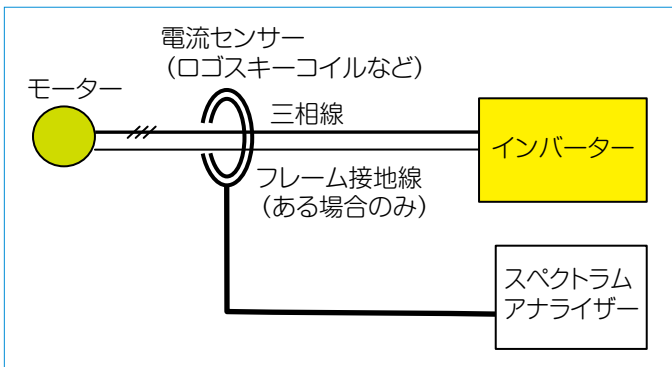 電流センサー
（ロゴスキーコイルなど）
モーター
三相線
インバーター
フレーム接地線
（ある場合のみ）
スペクトラム
アナライザー